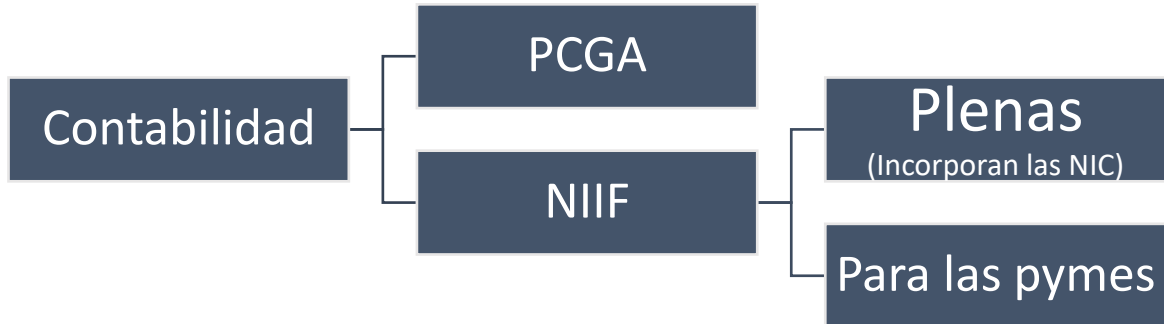 Contabilidad
PCGA
NIIF
Plenas
(Incorporan las NIC)
Para las pymes